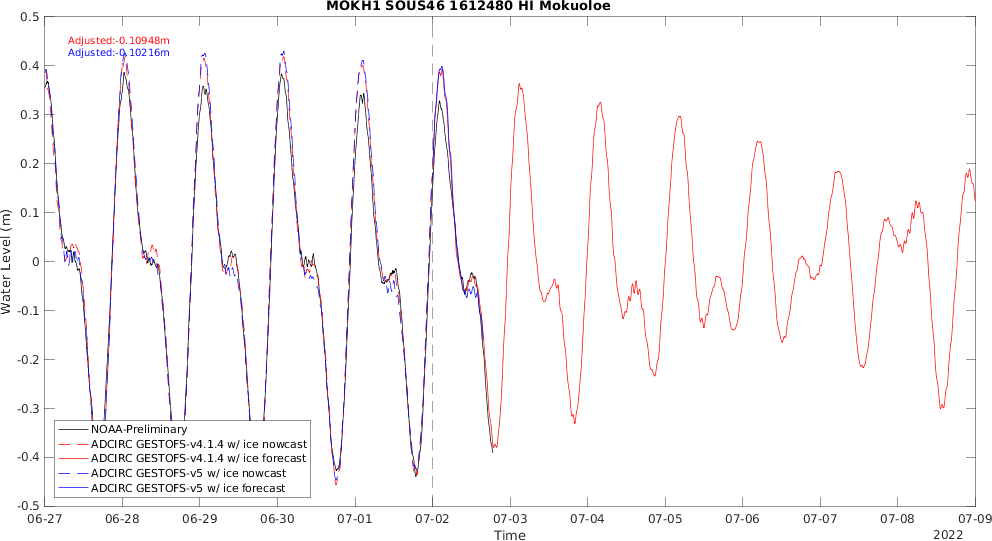 MOKH1 SOUS46 1612480 HI Mokuoloe
Adjusted:-0.10948m
Adjusted:-0.10216m
0.5
0.4
0.3
0.2
0.1
0
-0.1
-0.2
-0.3
-0.4
-0.5
Water Level (m)
NOAA-Preliminary
ADCIRC GESTOFS-v4.1.4 w/ ice nowcast
ADCIRC GESTOFS-v4.1.4 w/ ice forecast
ADCIRC GESTOFS-v5 w/ ice nowcast
ADCIRC GESTOFS-v5 w/ ice forecast
06-27 06-28 06-29 06-30 07-01 07-02 07-03 07-04 07-05 07-06 07-07 07-08 07-09
Time
2022